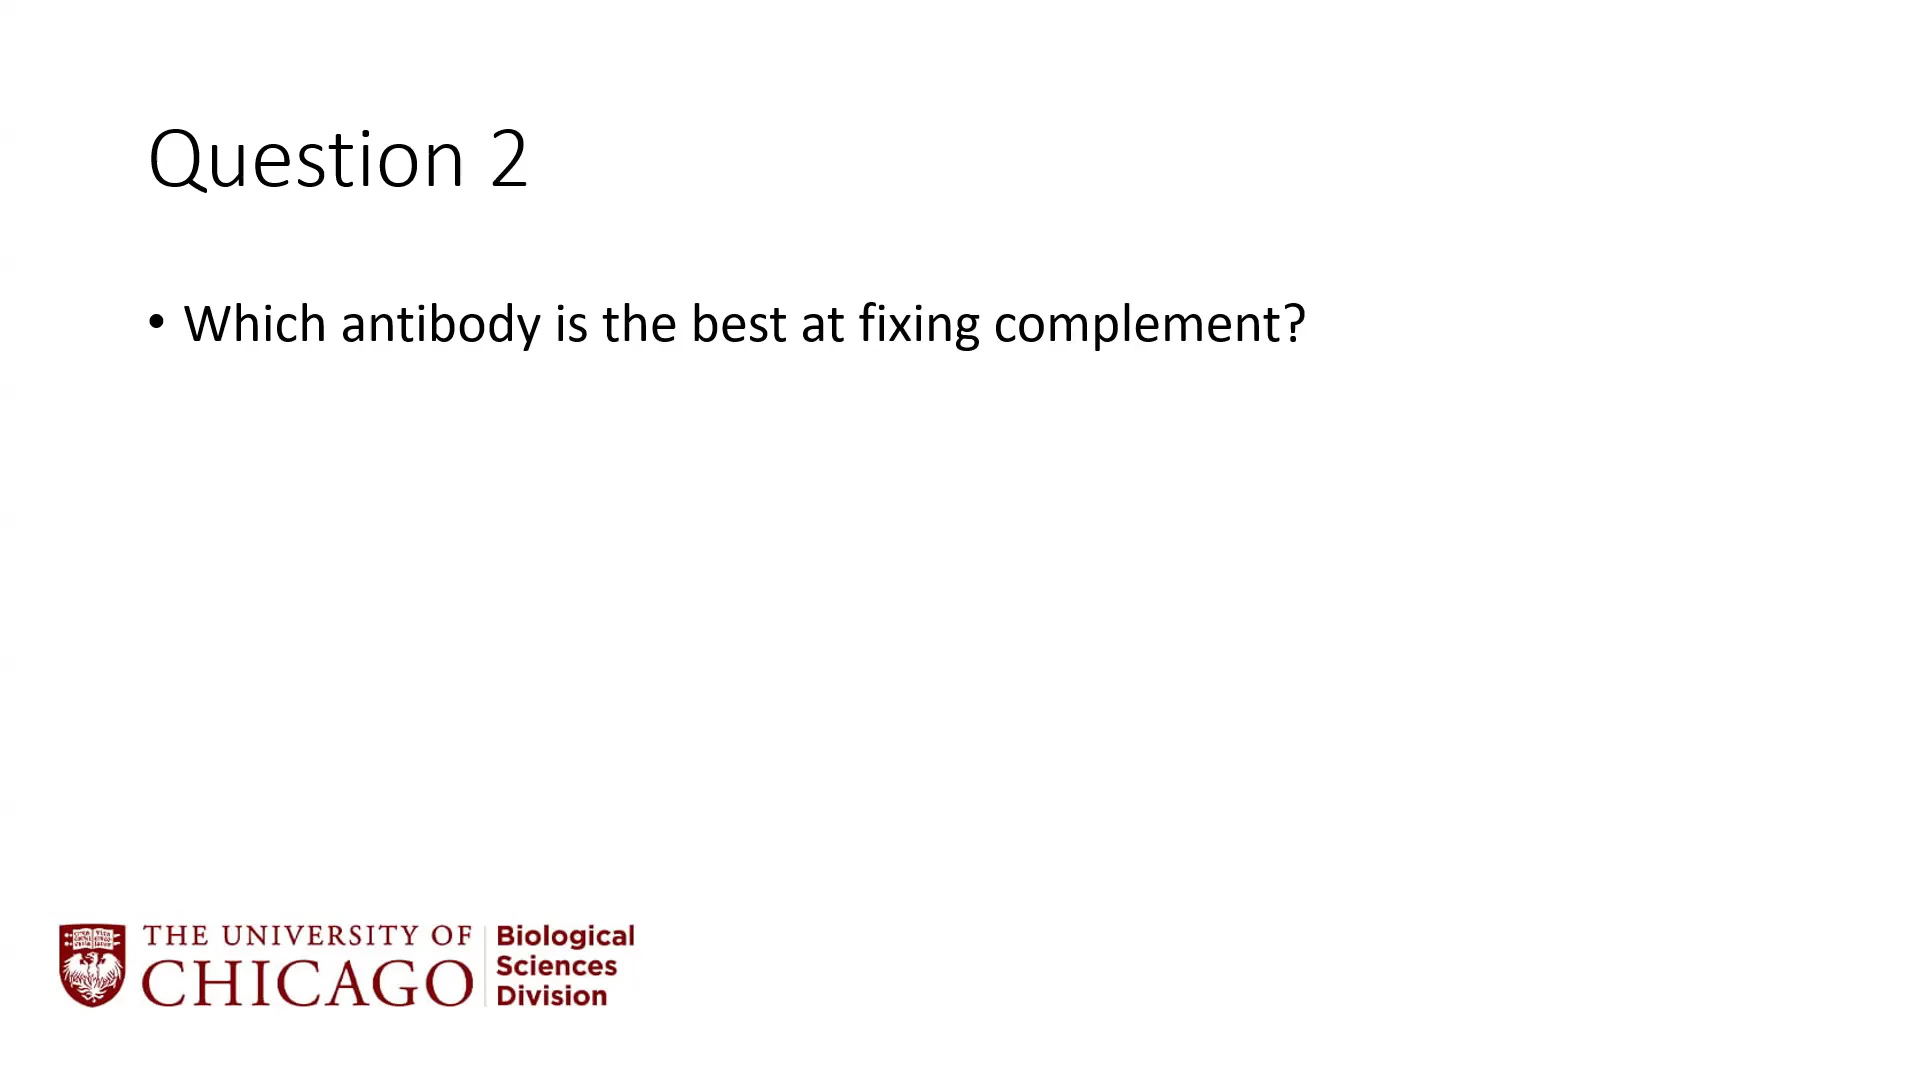 Question 2
• Which antibody is the best at fixing complement?
THE UNIVERSITY OF
CHICAGO
Biological
Sciences
Division